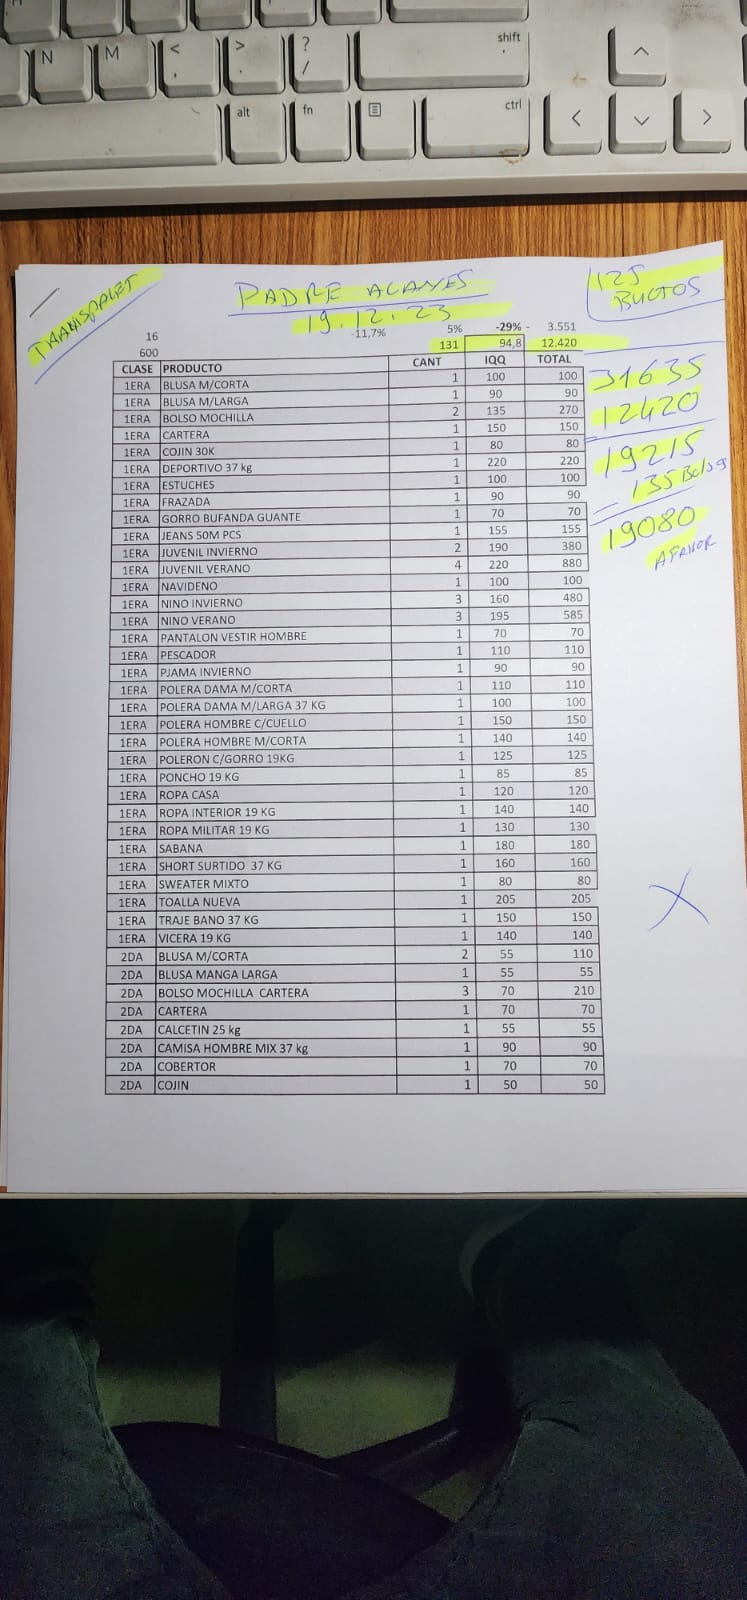 N M < , > . ? / shift
alt fn ctrl
PADRE
19.12.23
125
BULTOS
16 -11,7% 5% -29% - 3.551
600 131 94,8 12.420
CLASE PRODUCTO CANT IQQ TOTAL
1ERA BLUSA M/CORTA 1 100 100
1ERA BLUSA M/LARGA 1 90 90
1ERA BOLSO MOCHILLA 2 135 270
1ERA CARTERA 1 150 150
1ERA COJIN 30K 1 80 80
1ERA DEPORTIVO 37 kg 1 220 220
1ERA ESTUCHES 1 100 100
1ERA FRAZADA 1 90 90
1ERA GORRO BUFANDA GUANTE 1 70 70
1ERA JEANS 50M PCS 1 155 155
1ERA JUVENIL INVIERNO 2 190 380
1ERA JUVENIL VERANO 4 220 880
1ERA NAVIDENO 1 100 100
1ERA NINO INVIERNO 3 160 480
1ERA NINO VERANO 3 195 585
1ERA PANTALON VESTIR HOMBRE 1 70 70
1ERA PESCADOR 1 110 110
1ERA PJAMA INVIERNO 1 90 90
1ERA POLERA DAMA M/CORTA 1 110 110
1ERA POLERA DAMA M/LARGA 37 KG 1 100 100
1ERA POLERA HOMBRE C/CUELLO 1 150 150
1ERA POLERA HOMBRE M/CORTA 1 140 140
1ERA POLERON C/GORRO 19KG 1 125 125
1ERA PONCHO 19 KG 1 85 85
1ERA ROPA CASA 1 120 120
1ERA ROPA INTERIOR 19 KG 1 140 140
1ERA ROPA MILITAR 19 KG 1 130 130
1ERA SABANA 1 180 180
1ERA SHORT SURTIDO 37 KG 1 160 160
1ERA SWEATER MIXTO 1 80 80
1ERA TOALLA NUEVA 1 205 205
1ERA TRAJE BANO 37 KG 1 150 150
1ERA VICERA 19 KG 1 140 140
2DA BLUSA M/CORTA 2 55 110
2DA BLUSA MANGA LARGA 1 55 55
2DA BOLSO MOCHILLA CARTERA 3 70 210
2DA CARTERA 1 70 70
2DA CALCETIN 25 kg 1 55 55
2DA CAMISA HOMBRE MIX 37 kg 1 90 90
2DA COBERTOR 1 70 70
2DA COJIN 1 50 50
31635
12420
19215
- 135 Bolsa
19080
AFAVOR
X